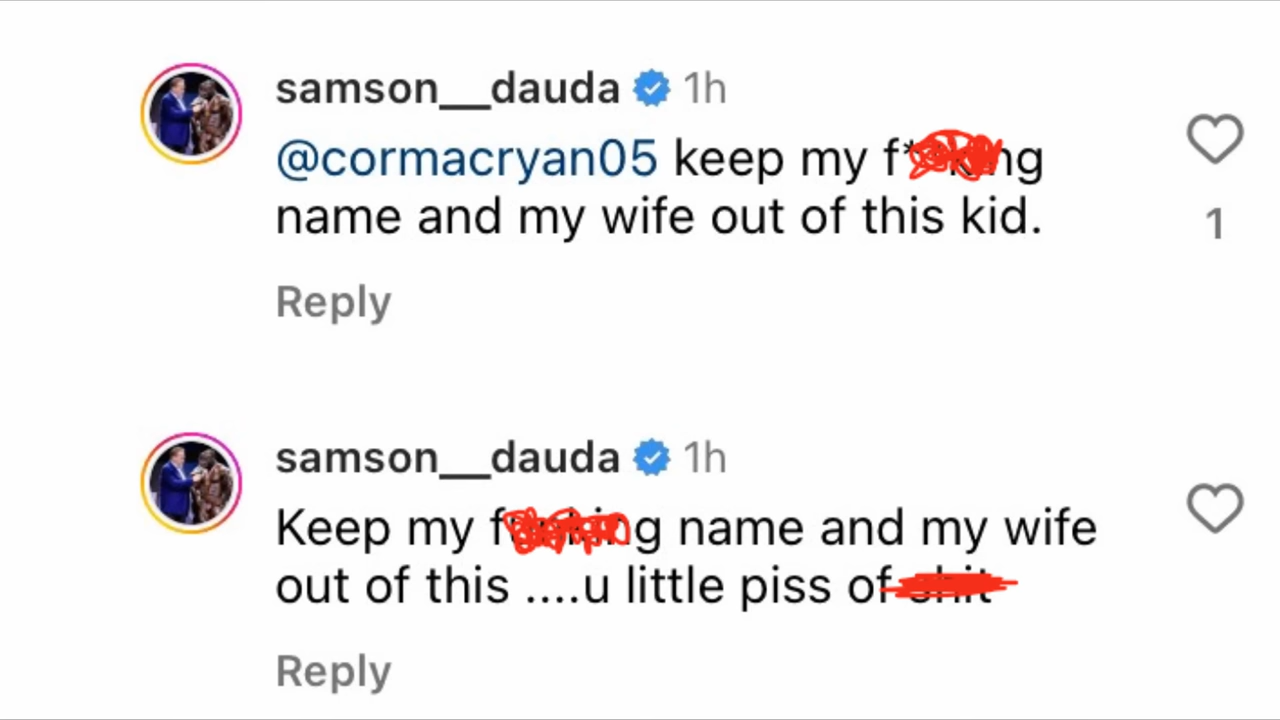 samson__dauda 1h
@cormacryan05 keep my
name and my wife out of this kid.
1
Reply
samson__dauda 1h
Keep my name and my wife
out of this ....u little piss of shit
Reply